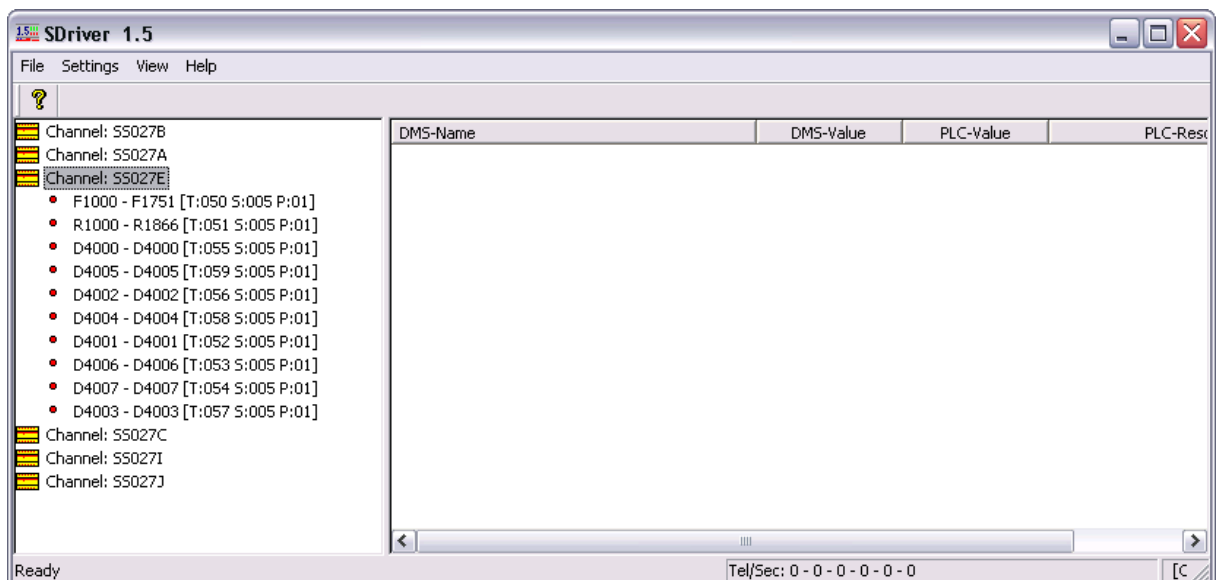 SDriver 1.5
File Settings View Help
Channel: SS027B
Channel: SS027A
Channel: SS027E
F1000 - F1751 [T:050 S:005 P:01]
R1000 - R1866 [T:051 S:005 P:01]
D4000 - D4000 [T:055 S:005 P:01]
D4005 - D4005 [T:059 S:005 P:01]
D4002 - D4002 [T:056 S:005 P:01]
D4004 - D4004 [T:058 S:005 P:01]
D4001 - D4001 [T:052 S:005 P:01]
D4006 - D4006 [T:053 S:005 P:01]
D4007 - D4007 [T:054 S:005 P:01]
D4003 - D4003 [T:057 S:005 P:01]
Channel: SS027C
Channel: SS027I
Channel: SS027J
DMS-Name DMS-Value PLC-Value PLC-Reso
Ready Tel/Sec: 0 - 0 - 0 - 0 - 0 - 0 [C